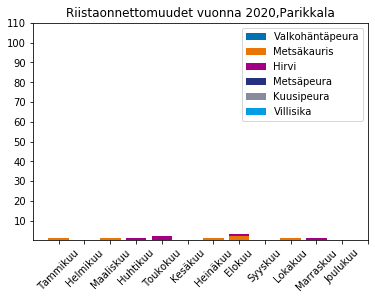 Riistaonnettomuudet vuonna 2020,Parikkala
110
100
90
80
70
60
50
40
30
20
10
Valkohäntäpeura
Metsäkauris
Hirvi
Metsäpeura
Kuusipeura
Villisika
Tammikuu
Helmikuu
Maaliskuu
Huhtikuu
Toukokuu
Kesäkuu
Heinäkuu
Elokuu
Syyskuu
Lokakuu
Marraskuu
Joulukuu